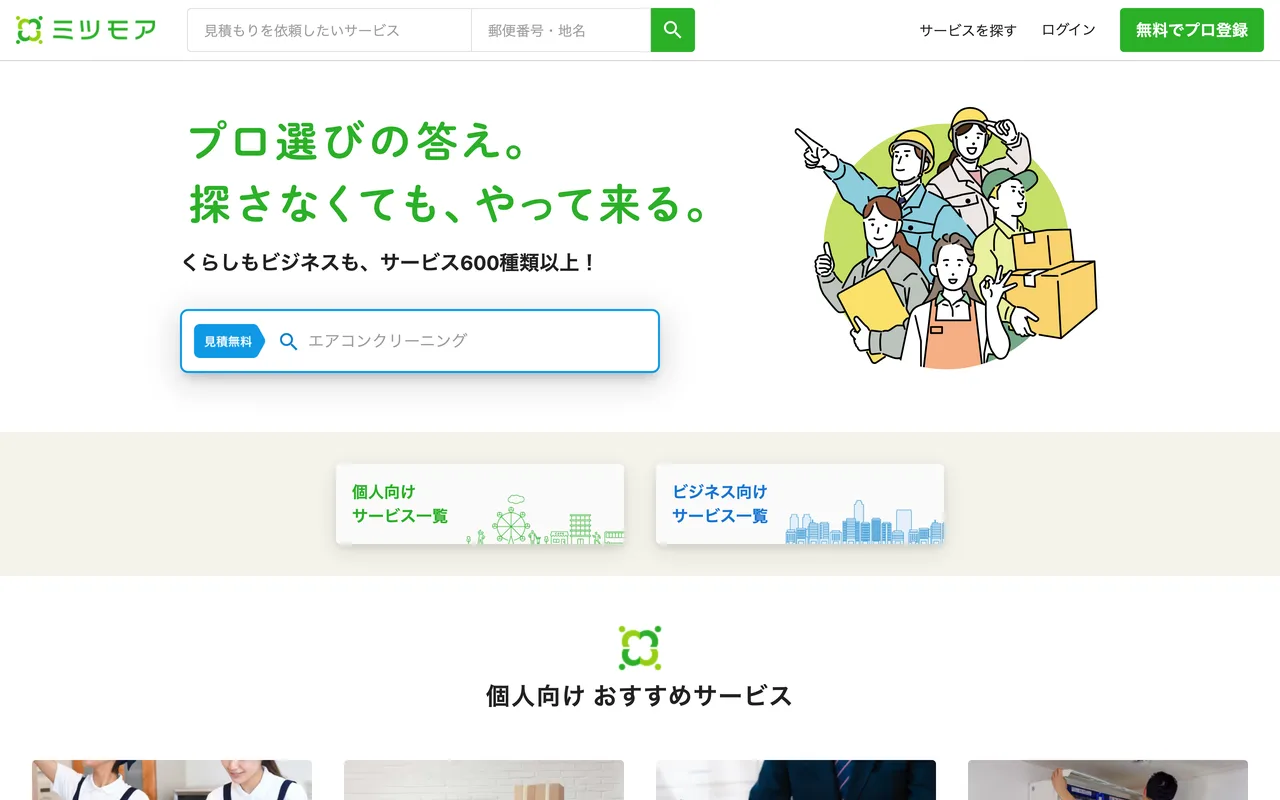 ミツモア
見積もりを依頼したいサービス
郵便番号・地名
サービスを探す
ログイン
無料でプロ登録
プロ選びの答え。
探さなくても、やって来る。
くらしもビジネスも、サービス600種類以上！
見積無料
エアコンクリーニング
個人向け
サービス一覧
ビジネス向け
サービス一覧
個人向け おすすめサービス